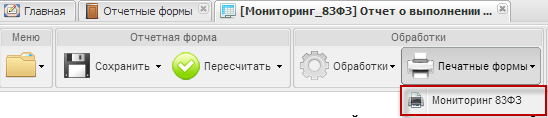 Главная
Отчетные формы
[Мониторинг_83ФЗ] Отчет о выполнении ...
Меню
Отчетная форма
Обработки
Сохранить
Пересчитать
Обработки
Печатные формы
Мониторинг 83ФЗ